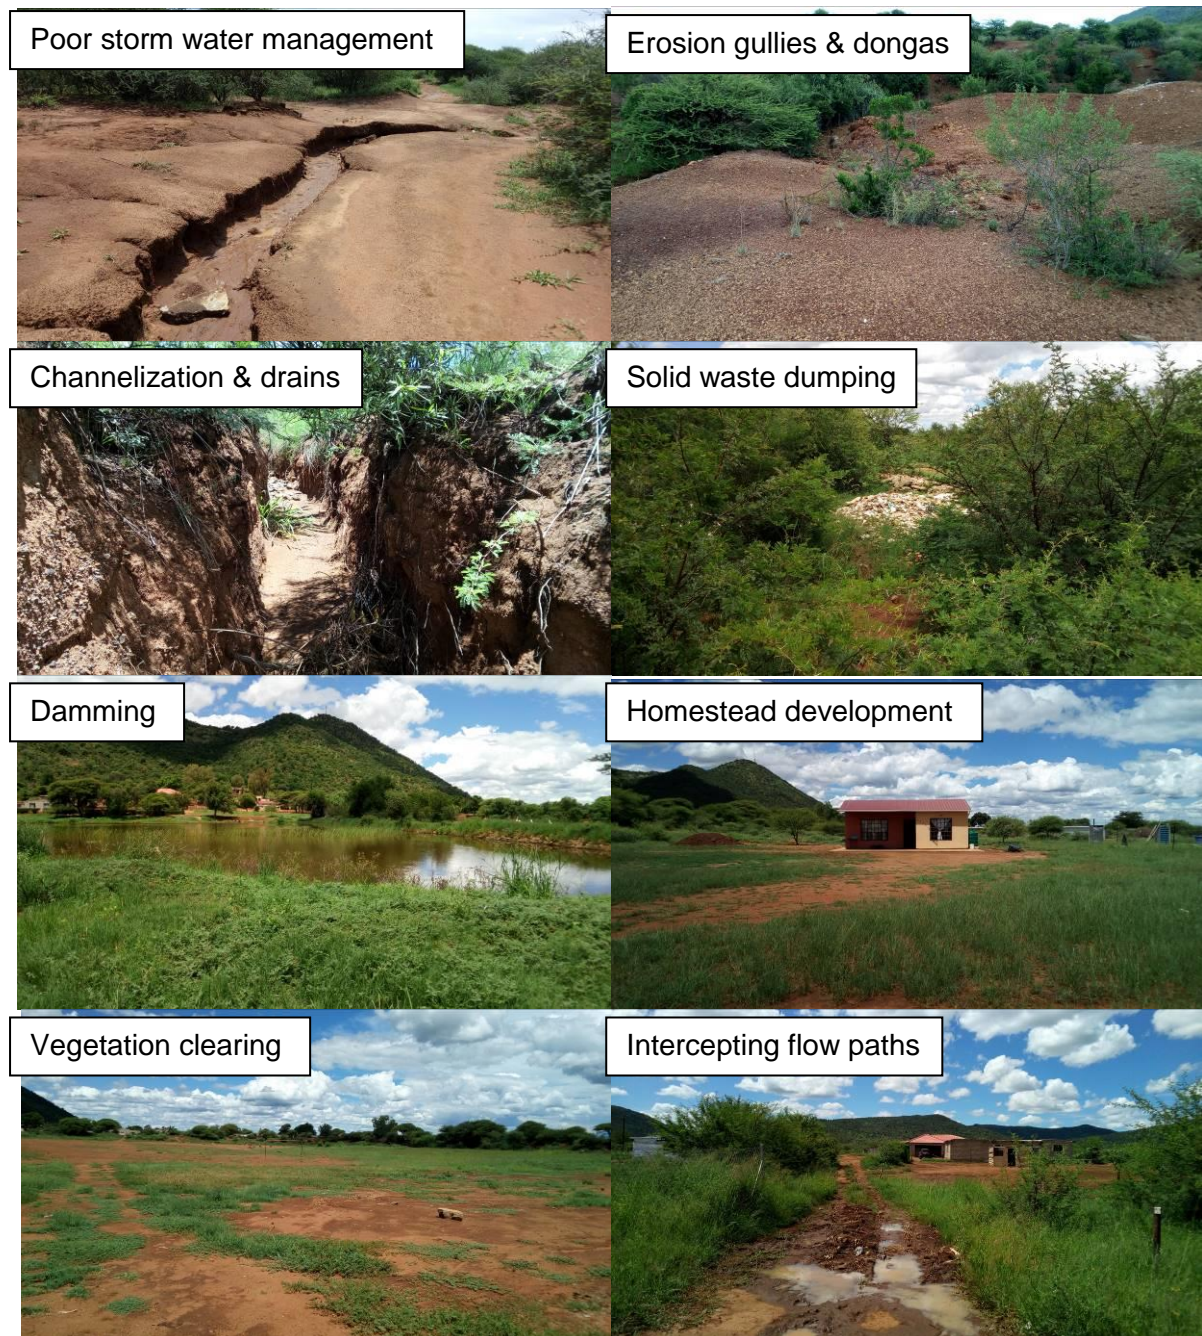 Poor storm water management
Erosion gullies & dongas
Channelization & drains
Solid waste dumping
Damming
Homestead development
Vegetation clearing
Intercepting flow paths